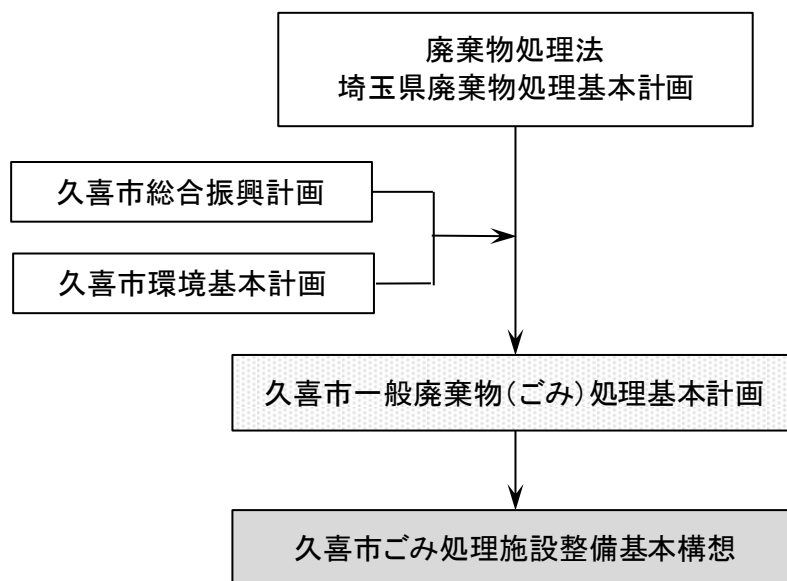 廃棄物処理法
埼玉県廃棄物処理基本計画
久喜市総合振興計画
久喜市環境基本計画
久喜市一般廃棄物(ごみ)処理基本計画
久喜市ごみ処理施設整備基本構想